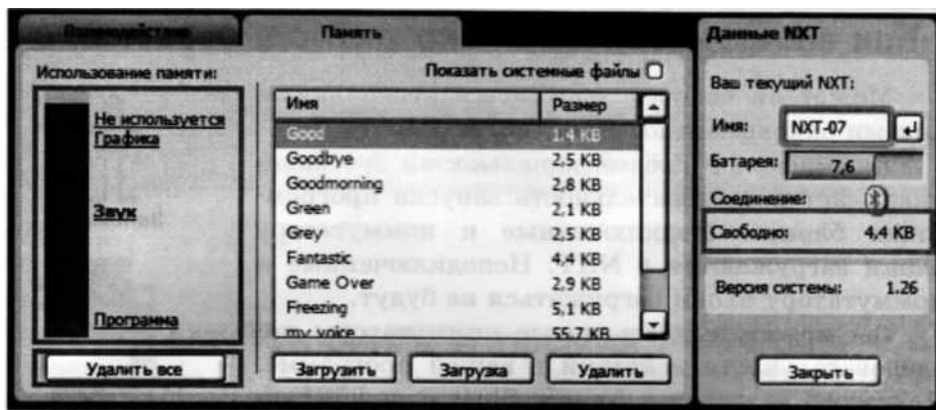 Взаимодействие
Память
Использование памяти:
Не используется
Графика
Звук
Программа
Удалить все
Показать системные файлы
Имя Размер
Good 1.4 KB
Goodbye 2,5 KB
Goodmorning 2,8 KB
Green 2,1 KB
Grey 2,5 KB
Fantastic 4,4 KB
Game Over 2,9 KB
Freezing 5,1 KB
my voice 55,7 KB
Загрузить
Загрузка
Удалить
Данные NXT
Ваш текущий NXT:
Имя: NXT-07
Батарея: 7,6
Соединение:
Свободно: 4,4 KB
Версия системы: 1.26
Закрыть